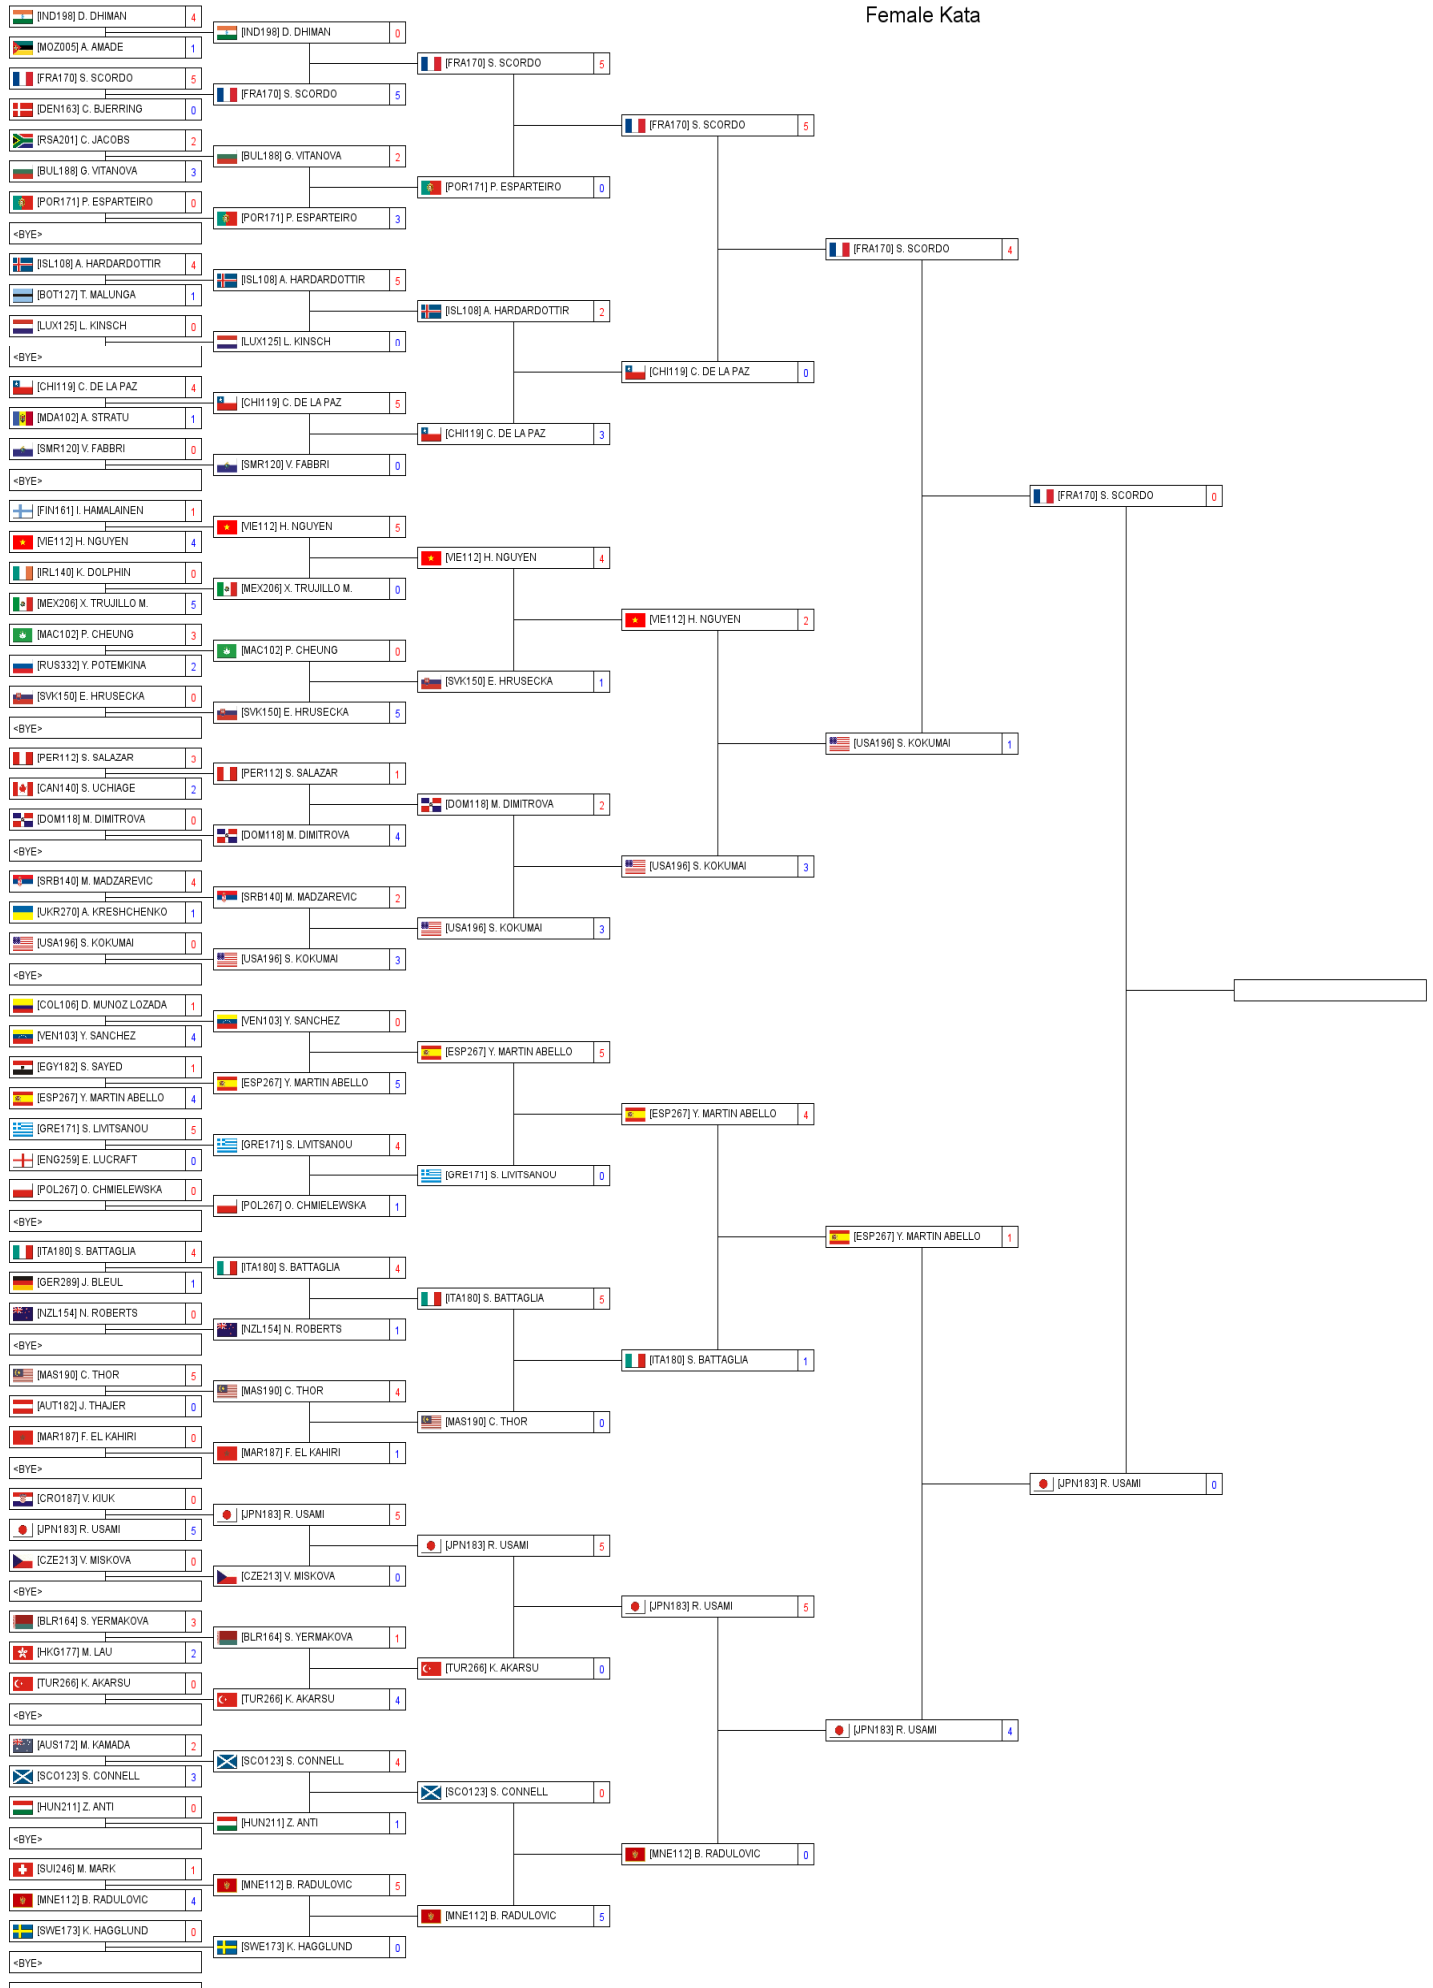 Female Kata
[IND198] D. DHIMAN 4
[MOZ005] A. AMADE 1
[FRA170] S. SCORDO 5
[DEN163] C. BJERRING 0
[RSA201] C. JACOBS 2
[BUL188] G. VITANOVA 3
[POR171] P. ESPARTEIRO 0
<BYE>
[ISL108] A. HARDARDOTTIR 4
[BOT127] T. MALUNGA 1
[LUX125] L. KINSCH 0
<BYE>
[CHI119] C. DE LA PAZ 4
[MDA102] A. STRATU 1
[SMR120] V. FABBRI 0
<BYE>
[FIN161] I. HAMALAINEN 1
[VIE112] H. NGUYEN 4
[IRL140] K. DOLPHIN 0
[MEX206] X. TRUJILLO M. 5
[MAC102] P. CHEUNG 3
[RUS332] Y. POTEMKINA 2
[SVK150] E. HRUSECKA 0
<BYE>
[PER112] S. SALAZAR 3
[CAN140] S. UCHIAGE 2
[DOM118] M. DIMITROVA 0
<BYE>
[SRB140] M. MADZAREVIC 4
[UKR270] A. KRESHCHENKO 1
[USA196] S. KOKUMAI 0
<BYE>
[COL106] D. MUNOZ LOZADA 1
[VEN103] Y. SANCHEZ 4
[EGY182] S. SAYED 1
[ESP267] Y. MARTIN ABELLO 4
[GRE171] S. LIVITSANOU 5
[ENG259] E. LUCRAFT 0
[POL267] O. CHMIELEWSKA 0
<BYE>
[ITA180] S. BATTAGLIA 4
[GER289] J. BLEUL 1
[NZL154] N. ROBERTS 0
<BYE>
[MAS190] C. THOR 5
[AUT182] J. THAJER 0
[MAR187] F. EL KAHIRI 0
<BYE>
[CRO187] V. KIUK 0
[JPN183] R. USAMI 5
[CZE213] V. MISKOVA 0
<BYE>
[BLR164] S. YERMAKOVA 3
[HKG177] M. LAU 2
[TUR266] K. AKARSU 0
<BYE>
[AUS172] M. KAMADA 2
[SCO123] S. CONNELL 3
[HUN211] Z. ANTI 0
<BYE>
[SUI246] M. MARK 1
[MNE112] B. RADULOVIC 4
[SWE173] K. HAGGLUND 0
<BYE>
[IND198] D. DHIMAN 0
[FRA170] S. SCORDO 5
[BUL188] G. VITANOVA 2
[POR171] P. ESPARTEIRO 3
[ISL108] A. HARDARDOTTIR 5
[LUX125] L. KINSCH 0
[CHI119] C. DE LA PAZ 5
[SMR120] V. FABBRI 0
[VIE112] H. NGUYEN 5
[MEX206] X. TRUJILLO M. 0
[MAC102] P. CHEUNG 0
[SVK150] E. HRUSECKA 5
[PER112] S. SALAZAR 1
[DOM118] M. DIMITROVA 4
[SRB140] M. MADZAREVIC 2
[USA196] S. KOKUMAI 3
[VEN103] Y. SANCHEZ 0
[ESP267] Y. MARTIN ABELLO 5
[GRE171] S. LIVITSANOU 4
[POL267] O. CHMIELEWSKA 1
[ITA180] S. BATTAGLIA 4
[NZL154] N. ROBERTS 1
[MAS190] C. THOR 4
[MAR187] F. EL KAHIRI 1
[JPN183] R. USAMI 5
[CZE213] V. MISKOVA 0
[BLR164] S. YERMAKOVA 1
[TUR266] K. AKARSU 4
[SCO123] S. CONNELL 4
[HUN211] Z. ANTI 1
[MNE112] B. RADULOVIC 5
[SWE173] K. HAGGLUND 0
[FRA170] S. SCORDO 5
[POR171] P. ESPARTEIRO 0
[ISL108] A. HARDARDOTTIR 2
[CHI119] C. DE LA PAZ 3
[VIE112] H. NGUYEN 4
[SVK150] E. HRUSECKA 1
[DOM118] M. DIMITROVA 2
[USA196] S. KOKUMAI 3
[ESP267] Y. MARTIN ABELLO 5
[GRE171] S. LIVITSANOU 0
[ITA180] S. BATTAGLIA 5
[MAS190] C. THOR 0
[JPN183] R. USAMI 5
[TUR266] K. AKARSU 0
[SCO123] S. CONNELL 0
[MNE112] B. RADULOVIC 5
[FRA170] S. SCORDO 5
[CHI119] C. DE LA PAZ 0
[VIE112] H. NGUYEN 2
[USA196] S. KOKUMAI 3
[ESP267] Y. MARTIN ABELLO 4
[ITA180] S. BATTAGLIA 1
[JPN183] R. USAMI 5
[MNE112] B. RADULOVIC 0
[FRA170] S. SCORDO 4
[USA196] S. KOKUMAI 1
[ESP267] Y. MARTIN ABELLO 1
[JPN183] R. USAMI 4
[FRA170] S. SCORDO 0
[JPN183] R. USAMI 0